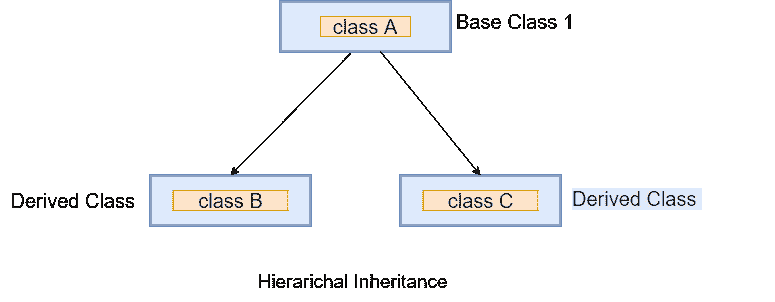 class A
Base Class 1
Derived Class
class B
class C
Derived Class
Hierarichal Inheritance